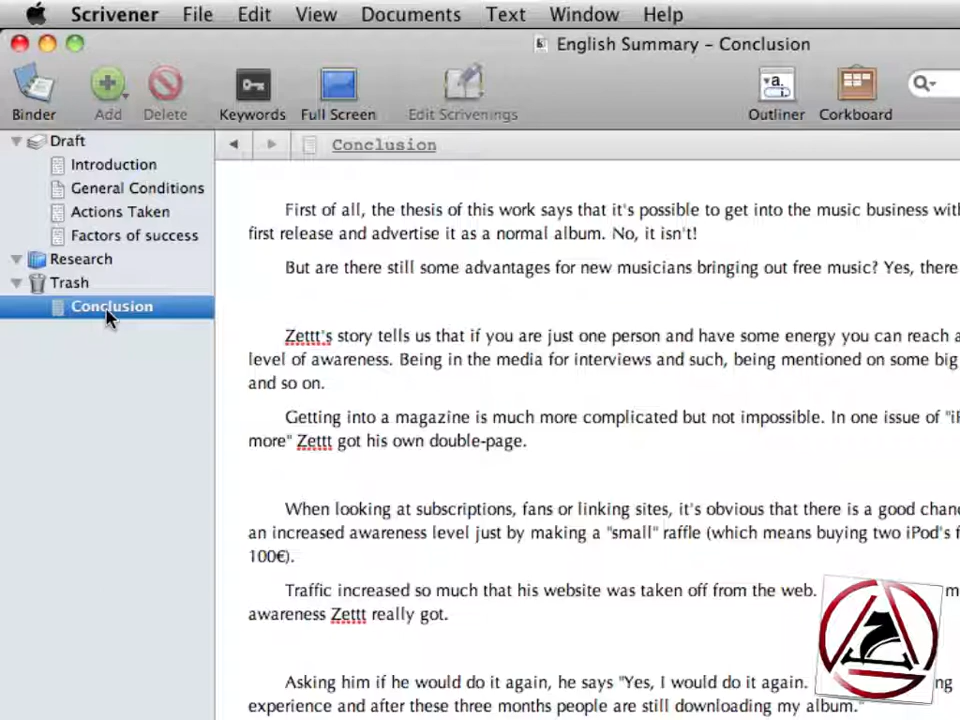 Scrivener File Edit View Documents Text Window Help
English Summary – Conclusion
Binder Add Delete Keywords Full Screen Edit Scrivenings Outliner Corkboard
Draft
Introduction
General Conditions
Actions Taken
Factors of success
Research
Trash
Conclusion
Conclusion
First of all, the thesis of this work says that it's possible to get into the music business
first release and advertise it as a normal album. No, it isn't!
But are there still some advantages for new musicians bringing out free music? Yes, there
Zettt's story tells us that if you are just one person and have some energy you can reach a
level of awareness. Being in the media for interviews and such, being mentioned on some big
and so on.
Getting into a magazine is much more complicated but not impossible. In one issue of
more" Zettt got his own double-page.
When looking at subscriptions, fans or linking sites, it's obvious that there is a good
an increased awareness level just by making a "small" raffle (which means buying two iPod's
100€).
Traffic increased so much that his website was taken off from the web.
awareness Zettt really got.
Asking him if he would do it again, he says "Yes, I would do it again.
experience and after these three months people are still downloading my album."